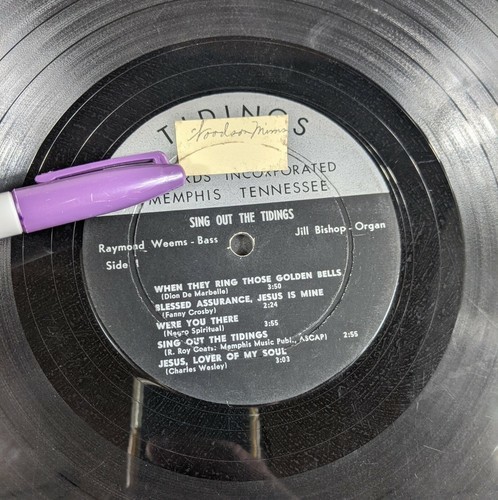 TIDINGS
Woodson Mims
RDS INCORPORATED
MEMPHIS TENNESSEE
SING OUT THE TIDINGS
Raymond Weems - Bass
Jill Bishop - Organ
Side 1
WHEN THEY RING THOSE GOLDEN BELLS
(Dion De Marbelle) 3:50
BLESSED ASSURANCE, JESUS IS MINE
(Fanny Crosby) 2:24
WERE YOU THERE
(Negro Spiritual) 3:55
SING OUT THE TIDINGS
(R. Roy Coats: Memphis Music Publ., ASCAP) 2:55
JESUS, LOVER OF MY SOUL
(Charles Wesley) 3:03